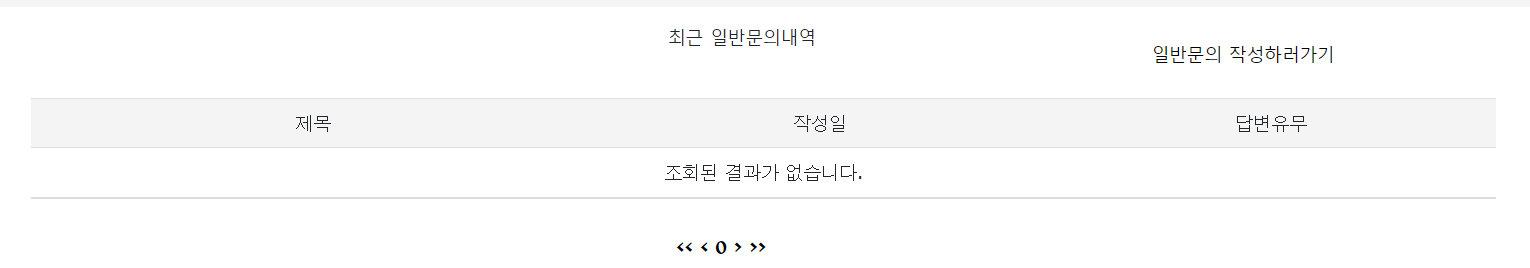 최근 일반문의내역
일반문의 작성하러가기
제목 작성일 답변유무
조회된 결과가 없습니다.
<< < 0 > >>